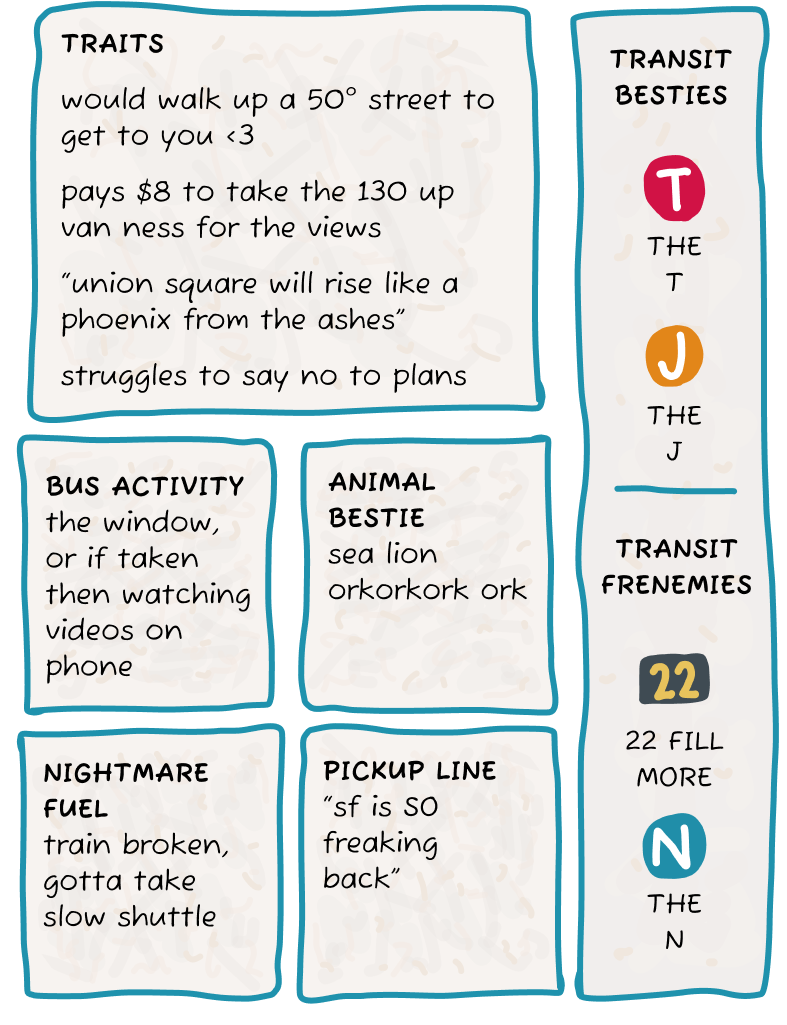 TRAITS
would walk up a 50° street to
get to you <3
pays $8 to take the 130 up
van ness for the views
“union square will rise like a
phoenix from the ashes”
struggles to say no to plans
BUS ACTIVITY
the window,
or if taken
then watching
videos on
phone
ANIMAL
BESTIE
sea lion
orkorkork ork
NIGHTMARE
FUEL
train broken,
gotta take
slow shuttle
PICKUP LINE
“sf is SO
freaking
back”
TRANSIT
BESTIES
T
THE
T
J
THE
J
TRANSIT
FRENEMIES
22
22 FILL
MORE
N
THE
N